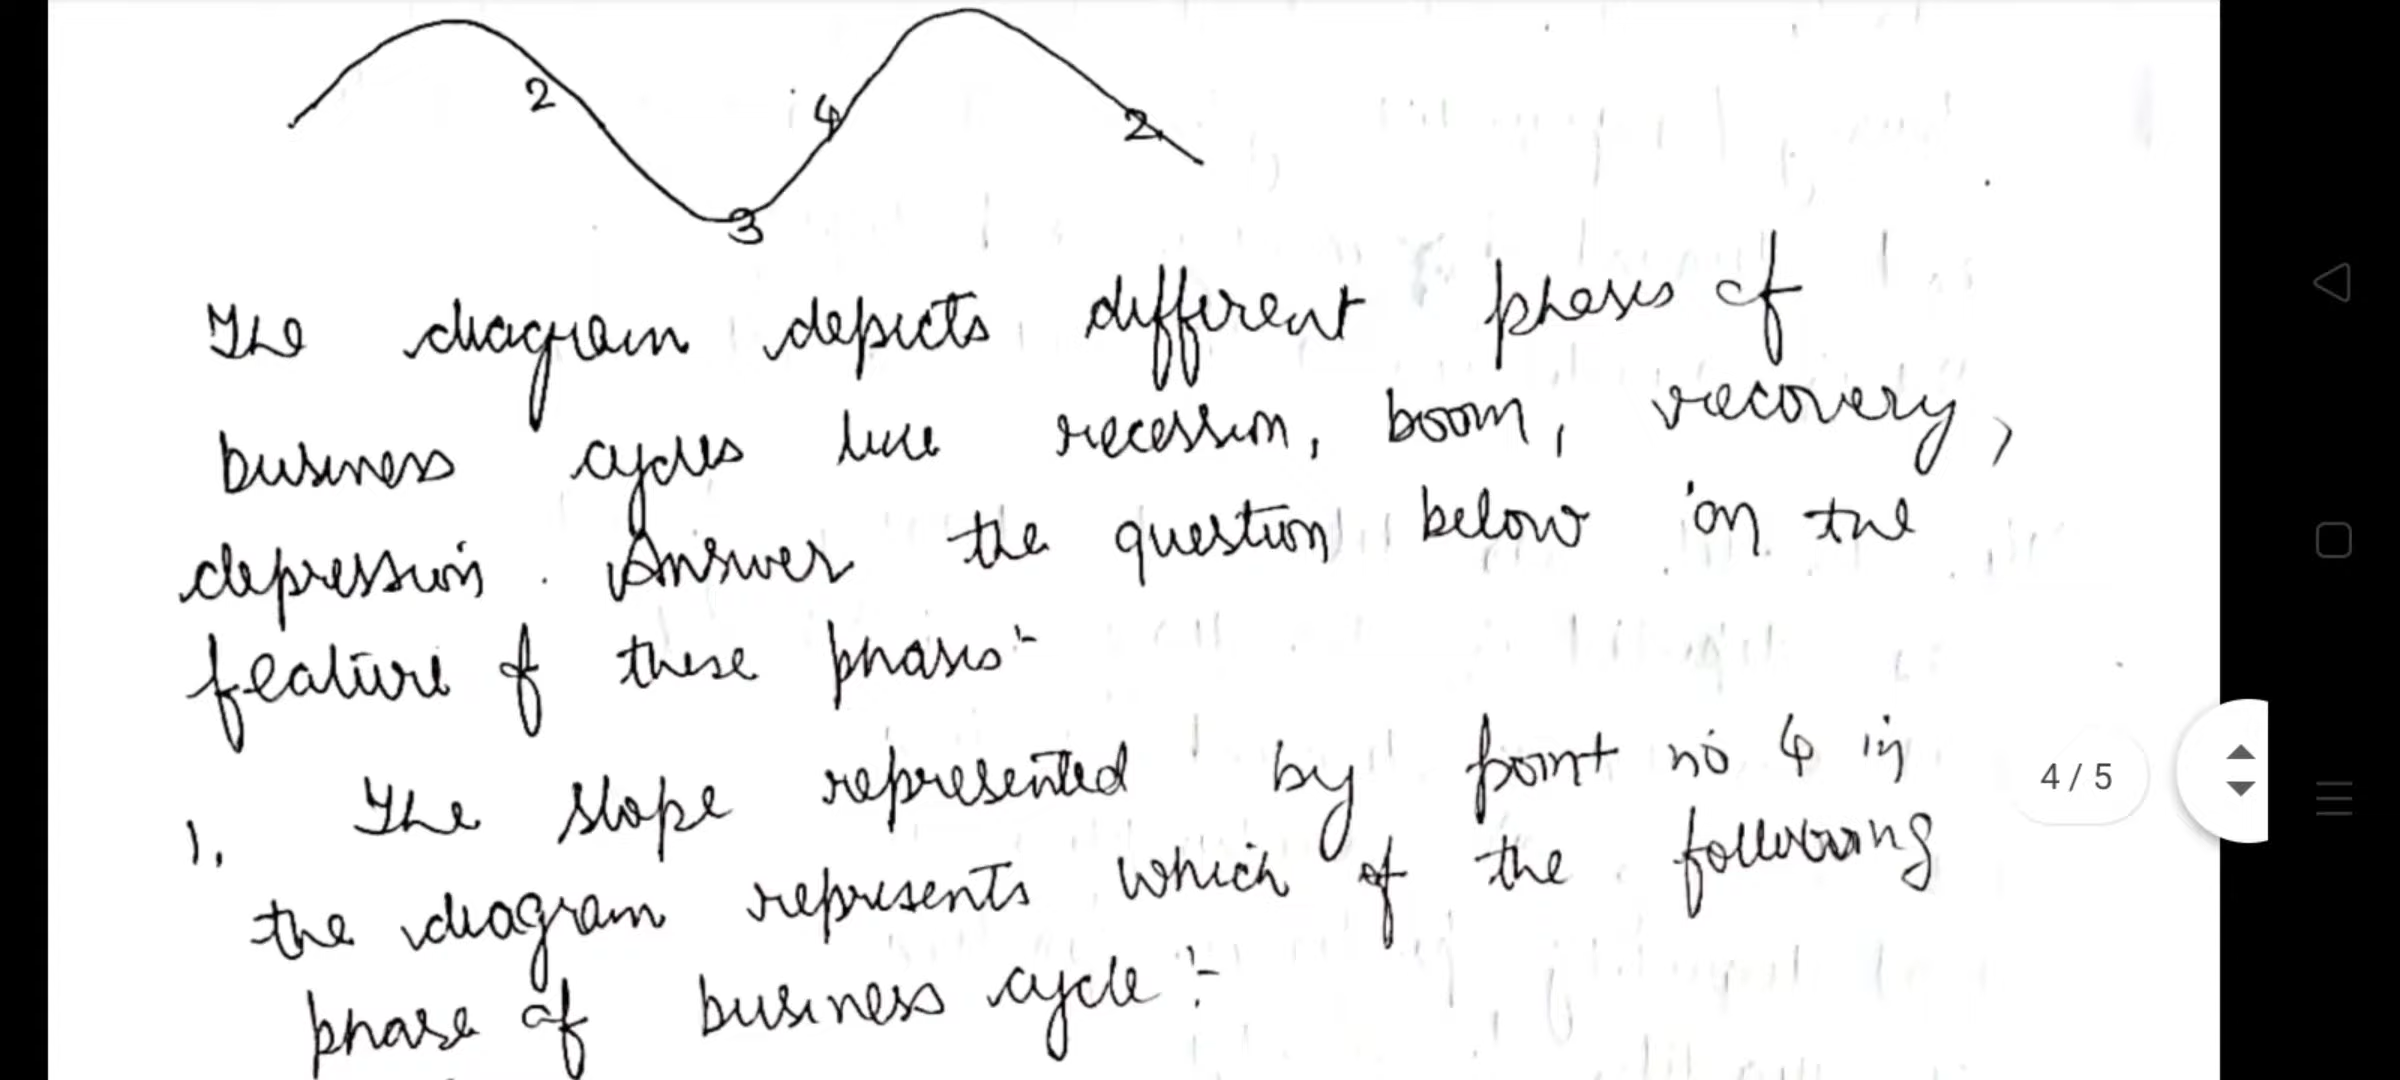 2
4
2
3
The diagram depicts different phases of
business cycles like recession, boom, recovery,
depression. Answer the question below on the
feature of these phases:-
1. The slope represented by point no 4 in
the diagram represents which of the following
phase of business cycle:-
4 / 5